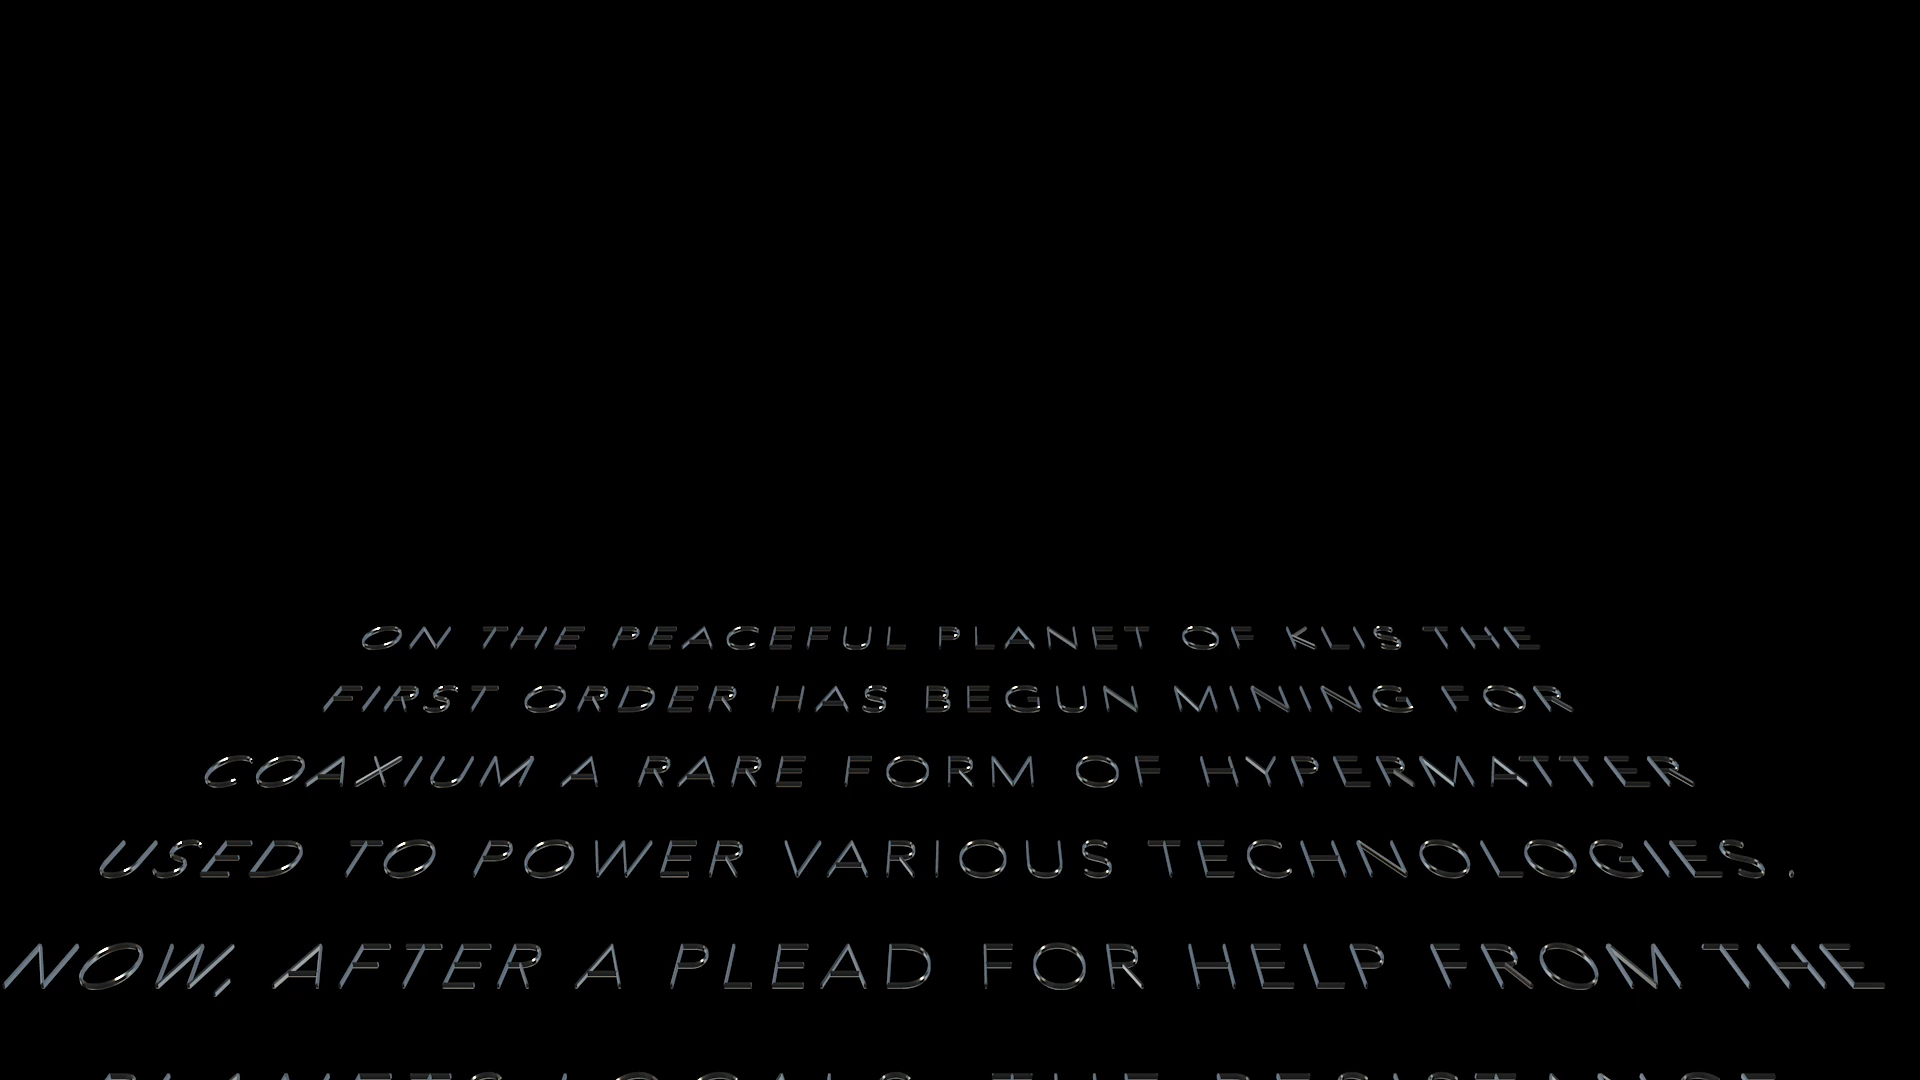 ON THE PEACEFUL PLANET OF KLIS THE
FIRST ORDER HAS BEGUN MINING FOR
COAXIUM A RARE FORM OF HYPERMATTER
USED TO POWER VARIOUS TECHNOLOGIES.
NOW, AFTER A PLEAD FOR HELP FROM THE